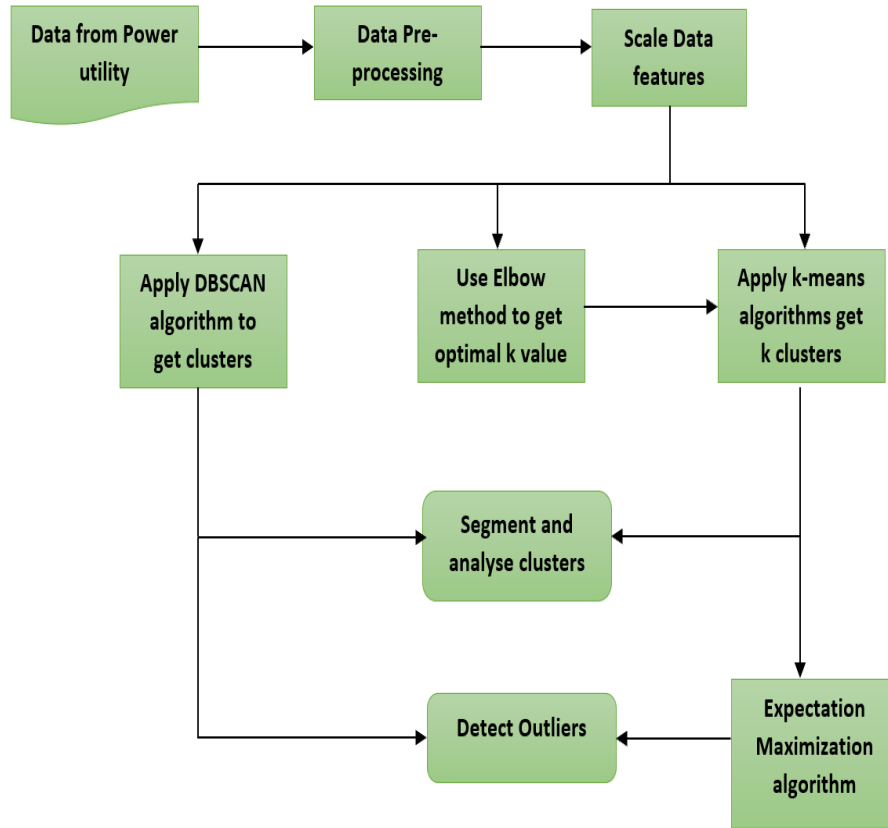 Data from Power
utility
Data Pre-
processing
Scale Data
features
Apply DBSCAN
algorithm to
get clusters
Use Elbow
method to get
optimal k value
Apply k-means
algorithms get
k clusters
Segment and
analyse clusters
Detect Outliers
Expectation
Maximization
algorithm